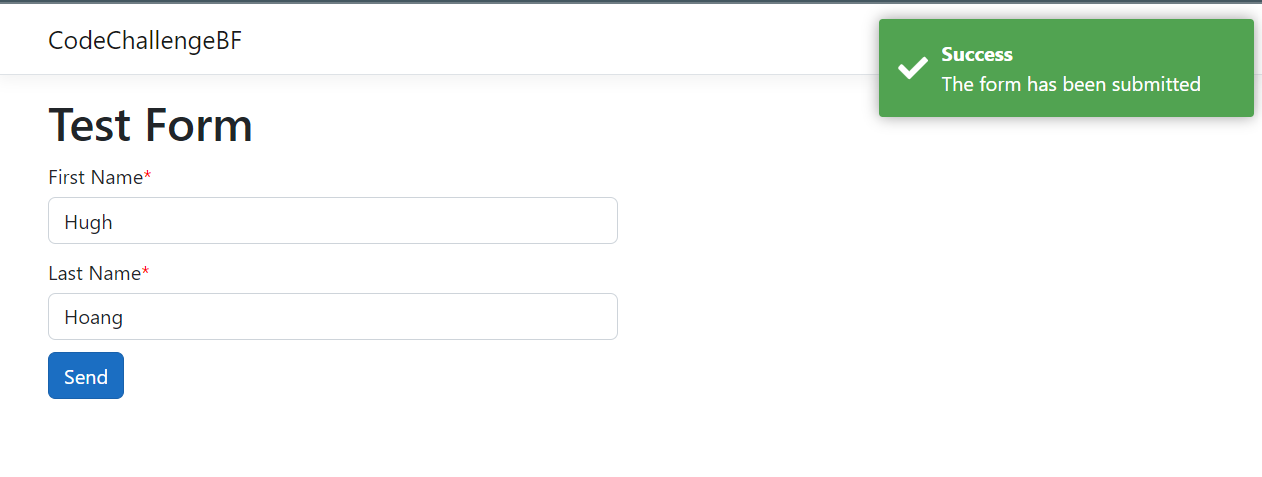 CodeChallengeBF
Success
The form has been submitted
Test Form
First Name*
Hugh
Last Name*
Hoang
Send